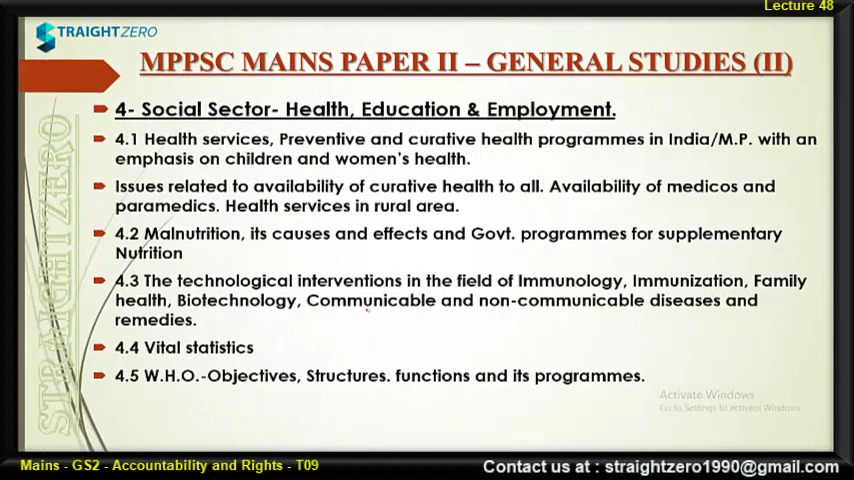 Lecture 48
STRAIGHTZERO
MPPSC MAINS PAPER II – GENERAL STUDIES (II)
4- Social Sector- Health, Education & Employment.
4.1 Health services, Preventive and curative health programmes in India/M.P. with an
emphasis on children and women's health.
Issues related to availability of curative health to all. Availability of medicos and
paramedics. Health services in rural area.
4.2 Malnutrition, its causes and effects and Govt. programmes for supplementary
Nutrition
4.3 The technological interventions in the field of Immunology, Immunization, Family
health, Biotechnology, Communicable and non-communicable diseases and
remedies.
4.4 Vital statistics
4.5 W.H.O.-Objectives, Structures. functions and its programmes.
STRAIGHTZERO
Activate Windows
Go to Settings to activate Windows.
Mains - GS2 - Accountability and Rights - T09
Contact us at : straightzero1990@gmail.com